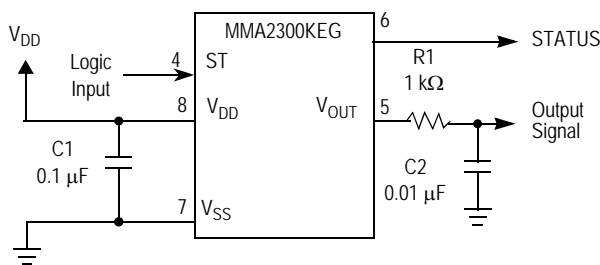 MMA2300KEG
6
STATUS
V_DD
Logic
Input
4
ST
R1
1 kΩ
8
V_DD
V_OUT
5
Output
Signal
C1
0.1 μF
C2
0.01 μF
7
V_SS